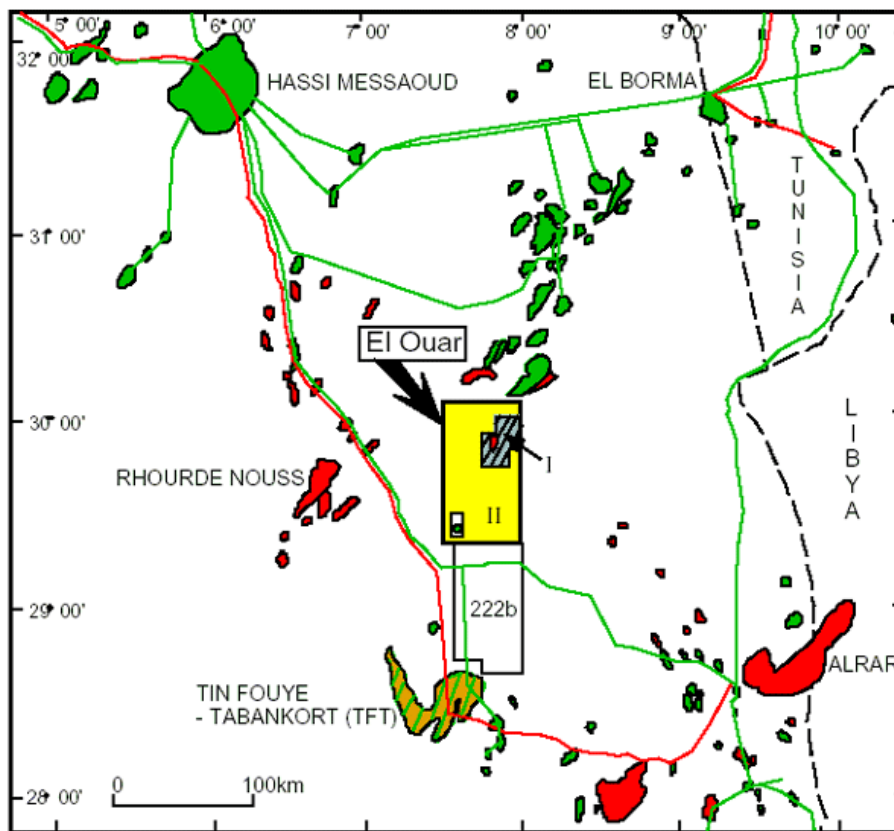 5° 00'
6° 00'
7° 00'
8° 00'
9° 00'
10° 00'
32° 00'
HASSI MESSAOUD
EL BORMA
TUNISIA
31° 00'
El Ouar
30° 00'
I
LIBYA
RHOURDE NOUSS
II
29° 00'
222b
ALRAR
TIN FOUYE
- TABANKORT (TFT)
0
100km
28° 00'